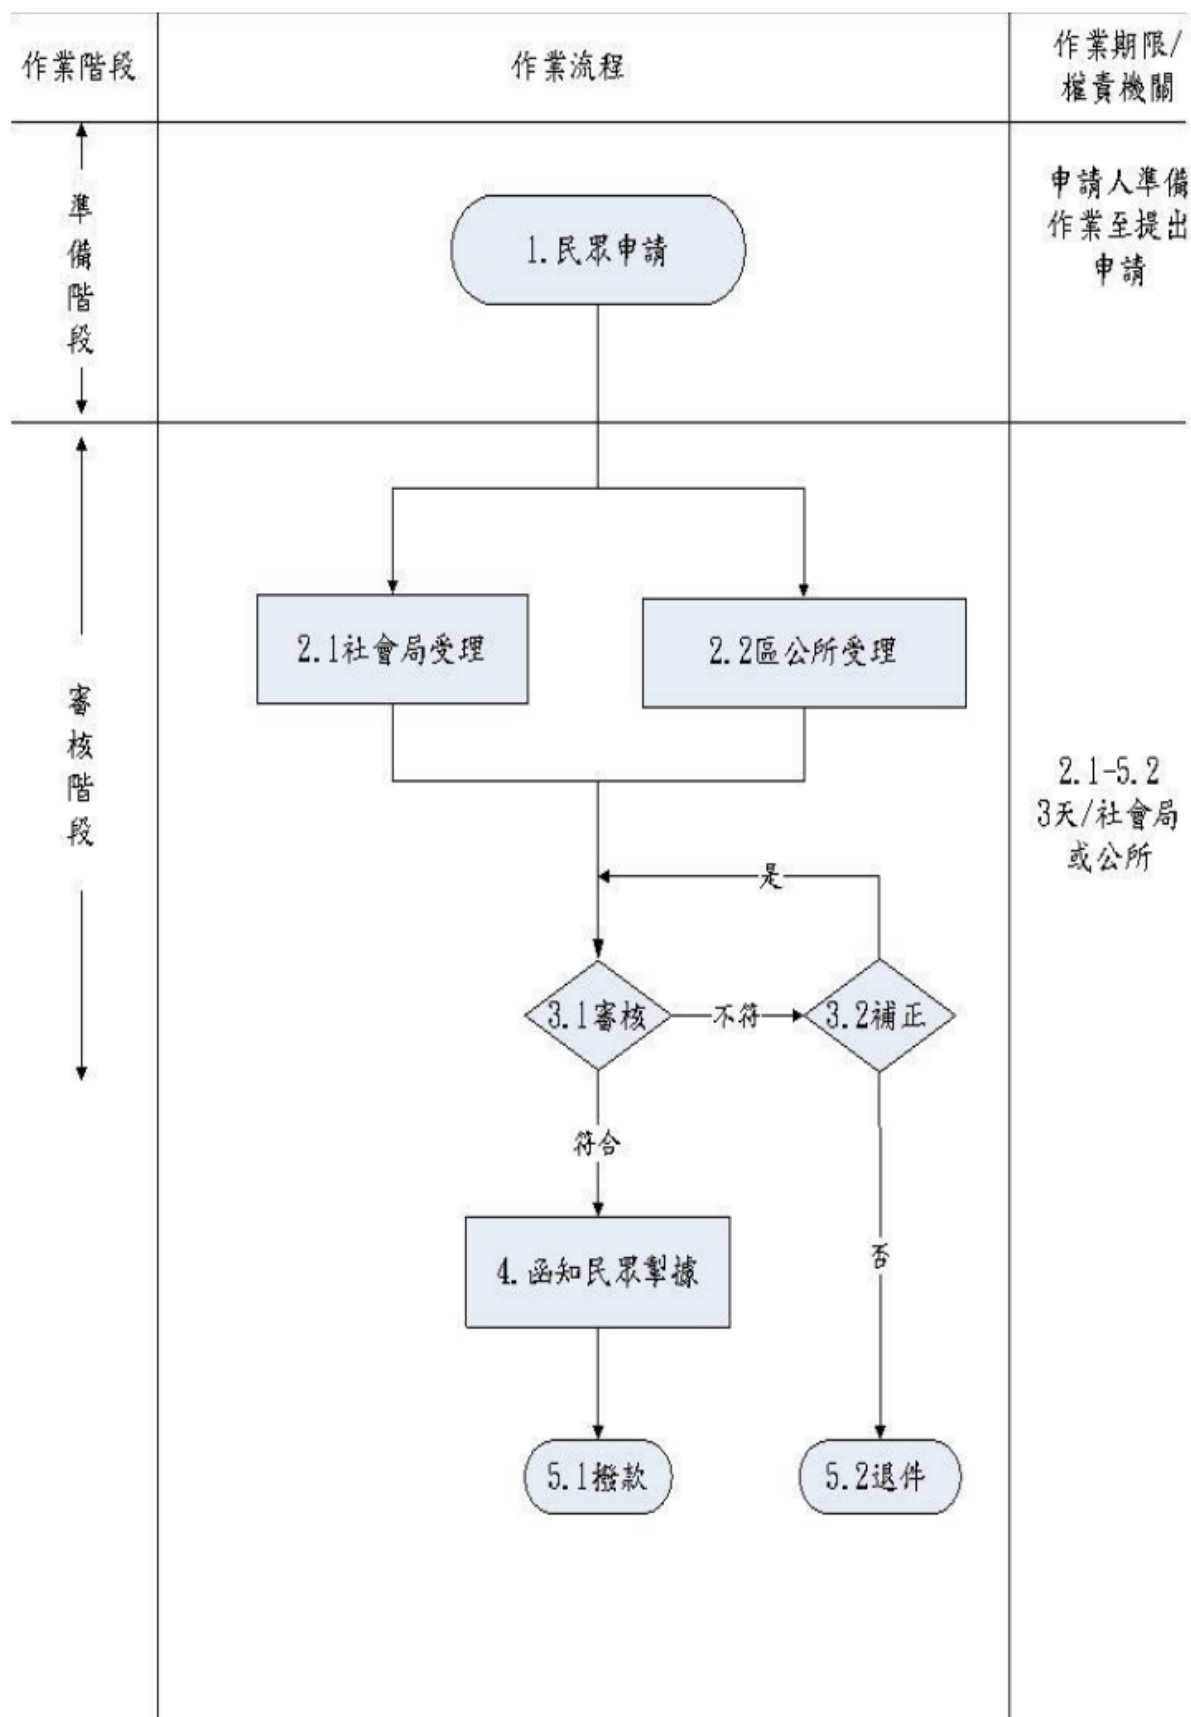 作業階段
作業流程
作業期限/
權責機關
準備階段
1.民眾申請
申請人準備
作業至提出
申請
審核階段
2.1社會局受理
2.2區公所受理
2.1-5.2
3天/社會局
或公所
是
3.1審核
不符
3.2補正
符合
否
4.函知民眾掣據
5.1撥款
5.2退件